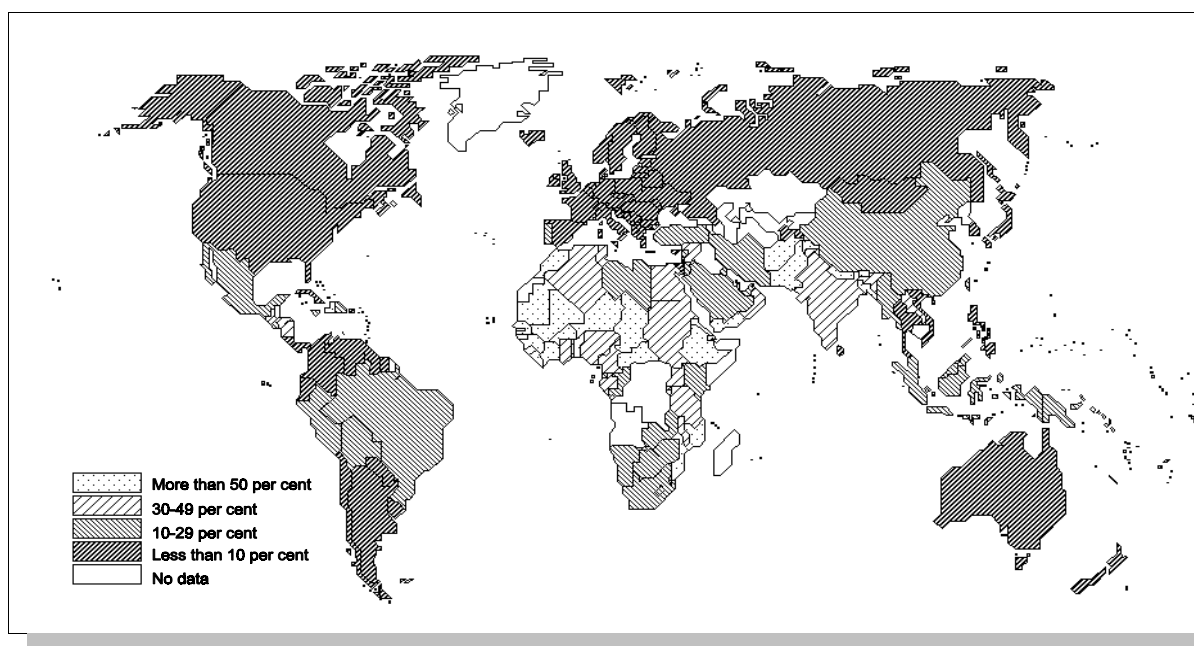 More than 50 per cent
30-49 per cent
10-29 per cent
Less than 10 per cent
No data